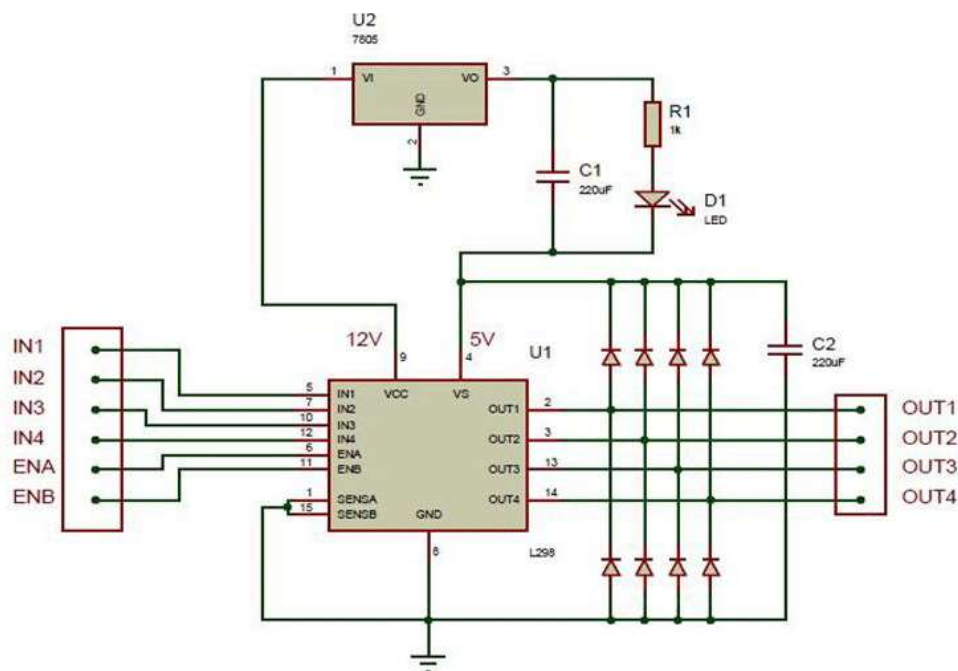 U2
7805
1
VI
VO
3
GND
2
R1
1k
C1
220uF
D1
LED
12V
5V
9
4
U1
C2
220uF
IN1
IN2
IN3
IN4
ENA
ENB
5
7
10
12
6
11
1
15
IN1
IN2
IN3
IN4
ENA
ENB
SENSA
SENSB
VCC
VS
GND
8
OUT1
OUT2
OUT3
OUT4
2
3
13
14
L298
OUT1
OUT2
OUT3
OUT4